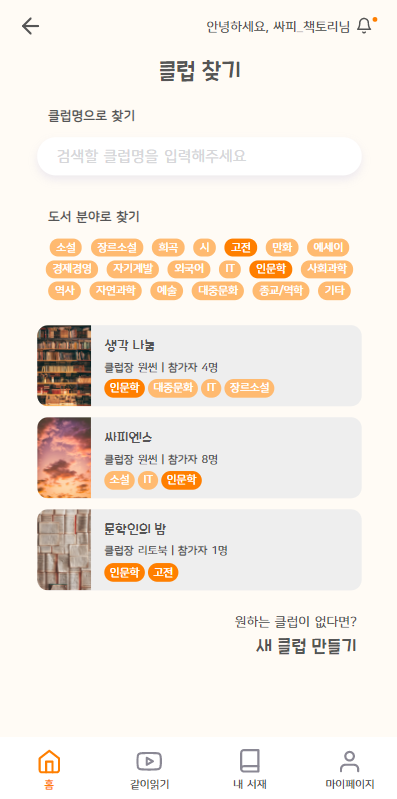 안녕하세요, 싸피_책토리님
클럽 찾기
클럽명으로 찾기
검색할 클럽명을 입력해주세요
도서 분야로 찾기
소설 장르소설 희곡 시 고전 만화 에세이
경제경영 자기계발 외국어 IT 인문학 사회과학
역사 자연과학 예술 대중문화 종교/역학 기타
생각 나눔
클럽장 원씬 | 참가자 4명
인문학 대중문화 IT 장르소설
싸피엔스
클럽장 원씬 | 참가자 8명
소설 IT 인문학
문학인의 밤
클럽장 리토북 | 참가자 1명
인문학 고전
원하는 클럽이 없다면?
새 클럽 만들기
홈 같이읽기 내 서재 마이페이지